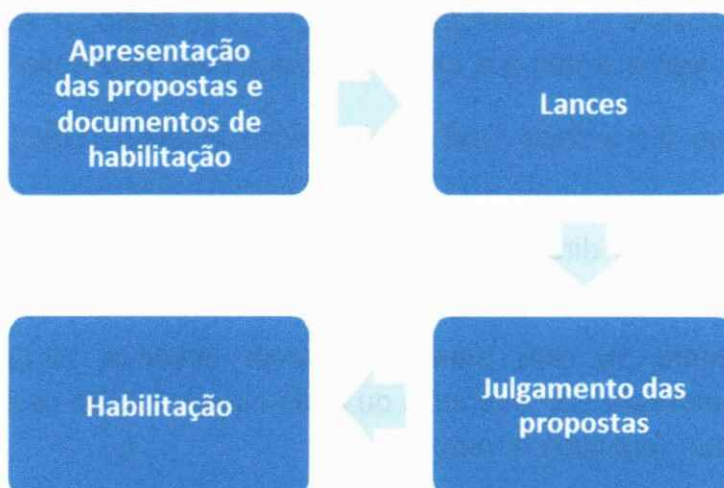 Apresentação
das propostas e
documentos de
habilitação
Lances
Julgamento das
propostas
Habilitação